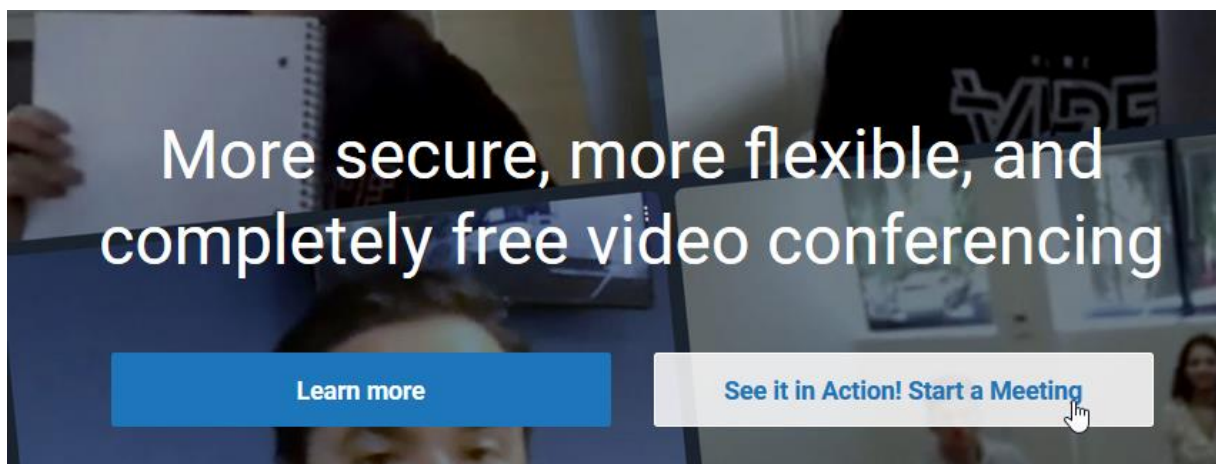 More secure, more flexible, and
completely free video conferencing
Learn more
See it in Action! Start a Meeting